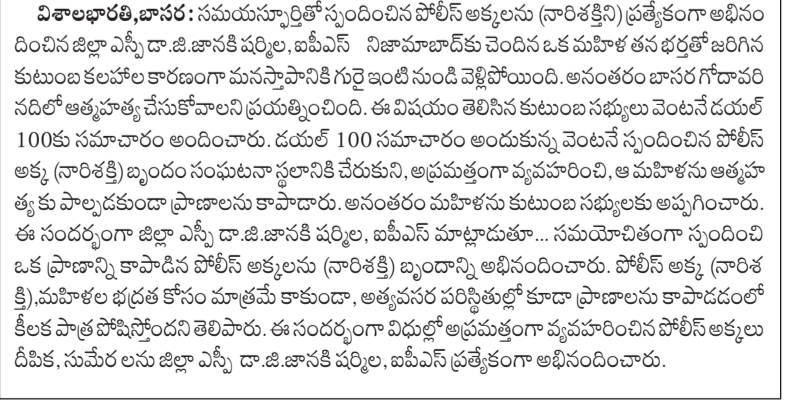 విశాలభారతి,బాసర: సమయస్ఫూర్తితో స్పందించిన పోలీస్ అక్కలను (నారిశక్తిని) ప్రత్యేకంగా అభినం
దించిన జిల్లా ఎస్పీ డా.జి.జానకి షర్మిల, ఐపీఎస్ నిజామాబాద్‌కు చెందిన ఒక మహిళ తన భర్తతో జరిగిన
కుటుంబ కలహాల కారణంగా మనస్తాపానికి గురై ఇంటి నుండి వెళ్లిపోయింది. అనంతరం బాసర గోదావరి
నదిలో ఆత్మహత్య చేసుకోవాలని ప్రయత్నించింది. ఈ విషయం తెలిసిన కుటుంబ సభ్యులు వెంటనే డయల్
100కు సమాచారం అందించారు. డయల్ 100 సమాచారం అందుకున్న వెంటనే స్పందించిన పోలీస్
అక్క (నారిశక్తి) బృందం సంఘటనా స్థలానికి చేరుకుని, అప్రమత్తంగా వ్యవహరించి, ఆ మహిళను ఆత్మహ
త్య కు పాల్పడకుండా ప్రాణాలను కాపాడారు. అనంతరం మహిళను కుటుంబ సభ్యులకు అప్పగించారు.
ఈ సందర్భంగా జిల్లా ఎస్పీ డా.జి.జానకి షర్మిల, ఐపీఎస్ మాట్లాడుతూ... సమయోచితంగా స్పందించి
ఒక ప్రాణాన్ని కాపాడిన పోలీస్ అక్కలను (నారిశక్తి) బృందాన్ని అభినందించారు. పోలీస్ అక్క (నారిశ
క్తి),మహిళల భద్రత కోసం మాత్రమే కాకుండా, అత్యవసర పరిస్థితుల్లో కూడా ప్రాణాలను కాపాడడంలో
కీలక పాత్ర పోషిస్తోందని తెలిపారు. ఈ సందర్భంగా విధుల్లో అప్రమత్తంగా వ్యవహరించిన పోలీస్ అక్కలు
దీపిక, సుమేర లను జిల్లా ఎస్పీ డా.జి.జానకి షర్మిల, ఐపీఎస్ ప్రత్యేకంగా అభినందించారు.